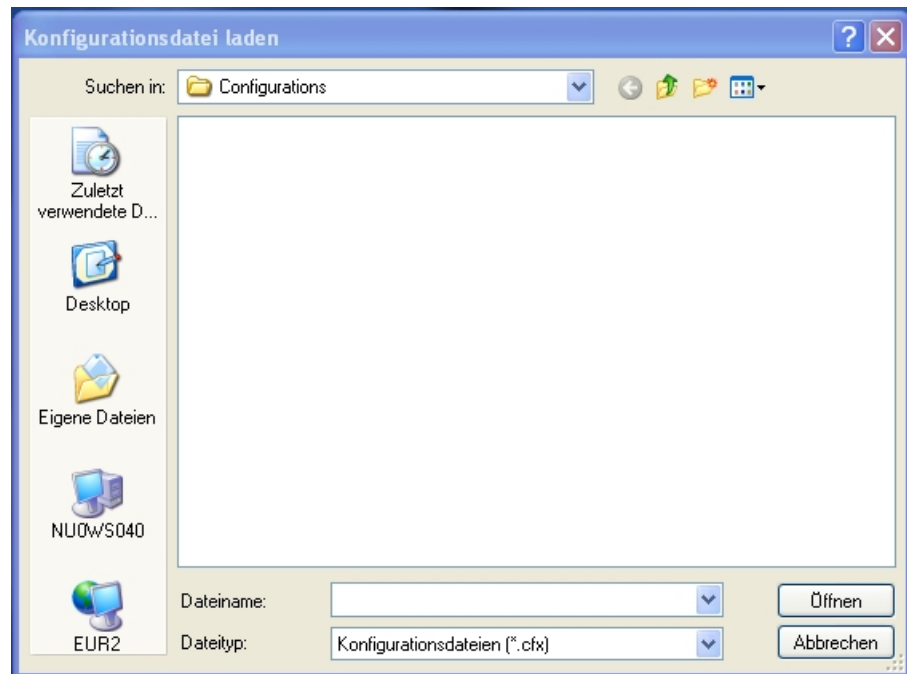 Konfigurationsdatei laden
Suchen in:
Configurations
Zuletzt
verwendete D...
Desktop
Eigene Dateien
NU0WS040
EUR2
Dateiname:
Öffnen
Dateityp:
Konfigurationsdateien (*.cfx)
Abbrechen